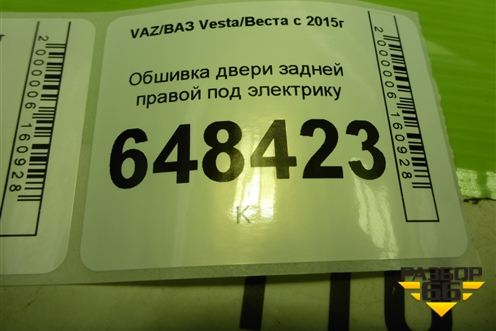 VAZ/ВАЗ Vesta/Веста с 2015г
Обшивка двери задней
правой под электрику
648423
К
2000006160928
2000006160928
РАЗБОР
66